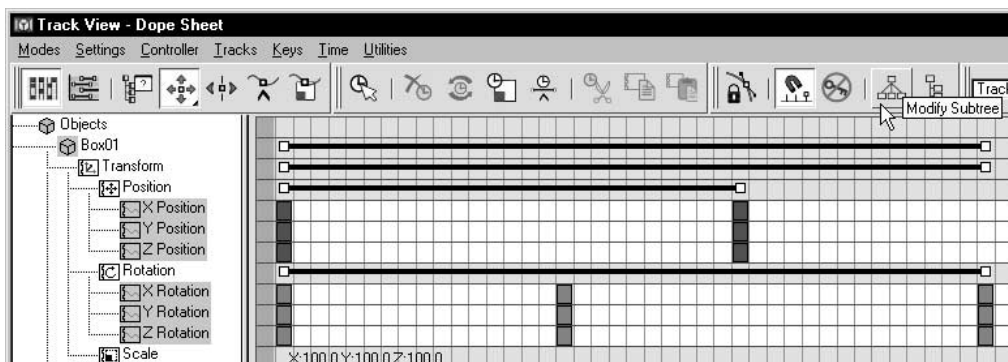 Track View - Dope Sheet
Modes Settings Controller Tracks Keys Time Utilities
Track
Modify Subtree
Objects
Box01
Transform
Position
X Position
Y Position
Z Position
Rotation
X Rotation
Y Rotation
Z Rotation
Scale
X:100.0 Y:100.0 Z:100.0